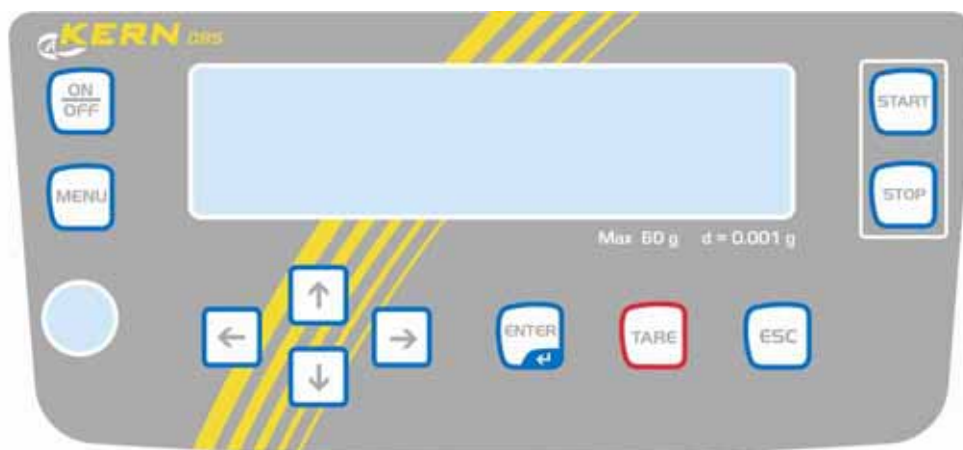 KERN DBS
ON
OFF
START
MENU
STOP
Max 60 g d = 0.001 g
ENTER
TARE
ESC